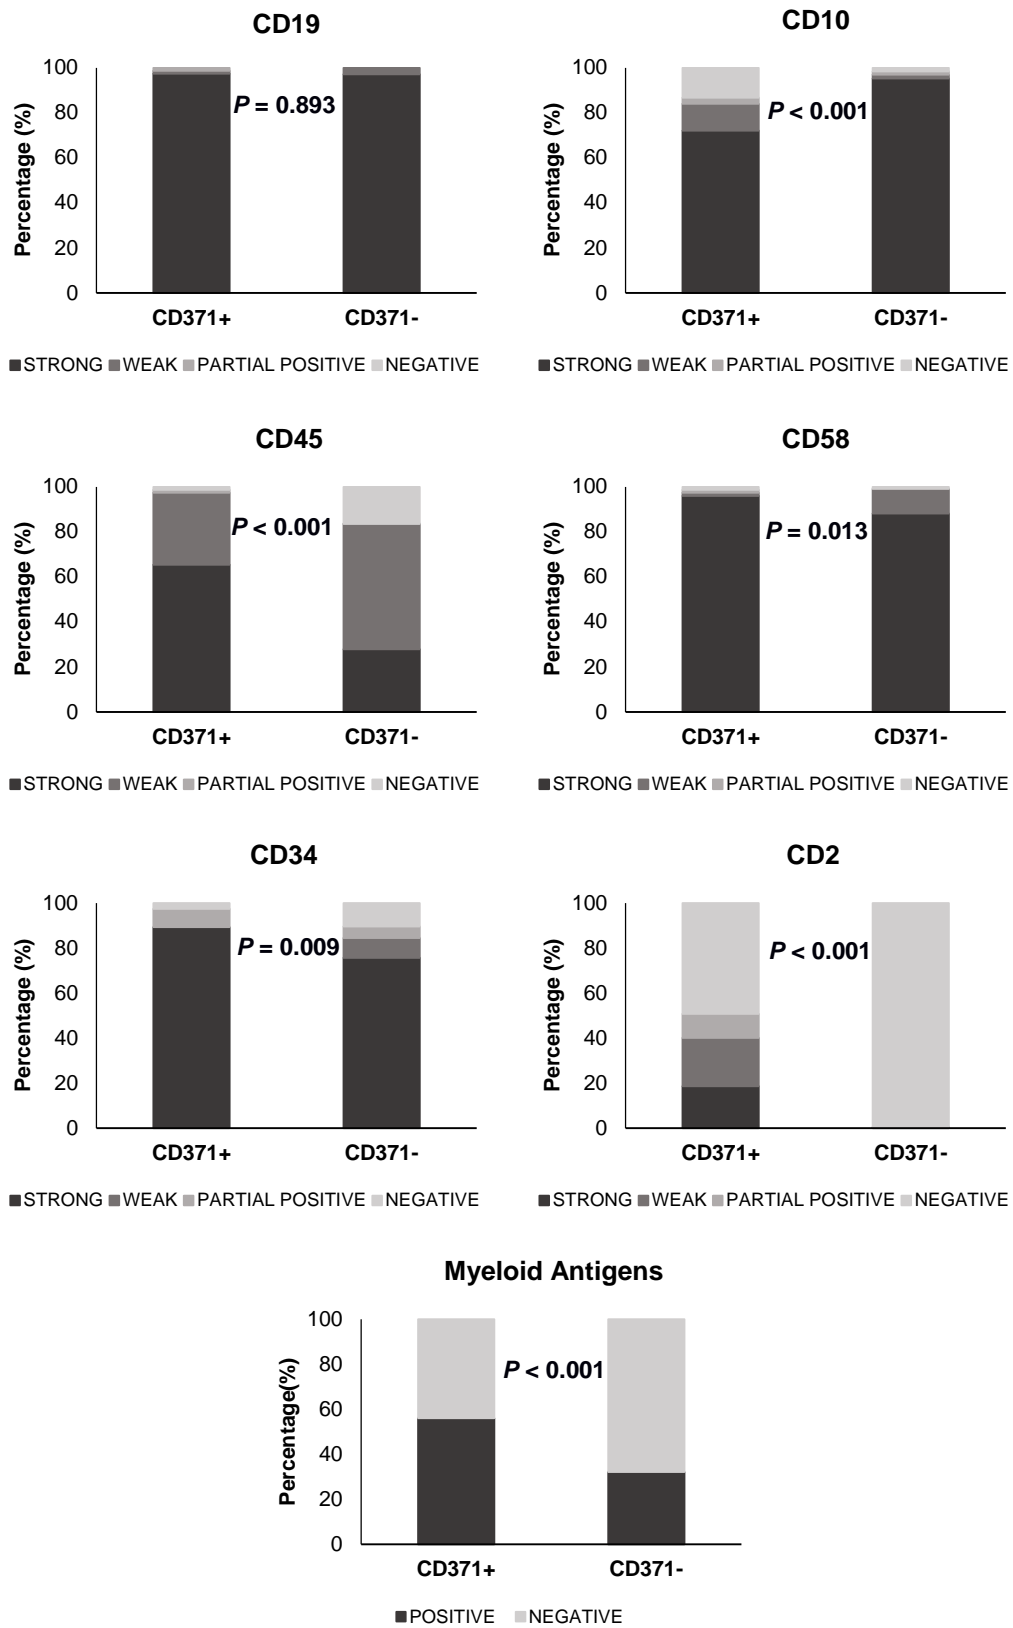 CD19
Percentage (%)
100
80
60
40
20
0
P = 0.893
CD371+ CD371-
STRONG WEAK PARTIAL POSITIVE NEGATIVE
CD10
Percentage (%)
100
80
60
40
20
0
P < 0.001
CD371+ CD371-
STRONG WEAK PARTIAL POSITIVE NEGATIVE
CD45
Percentage (%)
100
80
60
40
20
0
P < 0.001
CD371+ CD371-
STRONG WEAK PARTIAL POSITIVE NEGATIVE
CD58
Percentage (%)
100
80
60
40
20
0
P = 0.013
CD371+ CD371-
STRONG WEAK PARTIAL POSITIVE NEGATIVE
CD34
Percentage (%)
100
80
60
40
20
0
P = 0.009
CD371+ CD371-
STRONG WEAK PARTIAL POSITIVE NEGATIVE
CD2
Percentage (%)
100
80
60
40
20
0
P < 0.001
CD371+ CD371-
STRONG WEAK PARTIAL POSITIVE NEGATIVE
Myeloid Antigens
Percentage(%)
100
80
60
40
20
0
P < 0.001
CD371+ CD371-
POSITIVE NEGATIVE